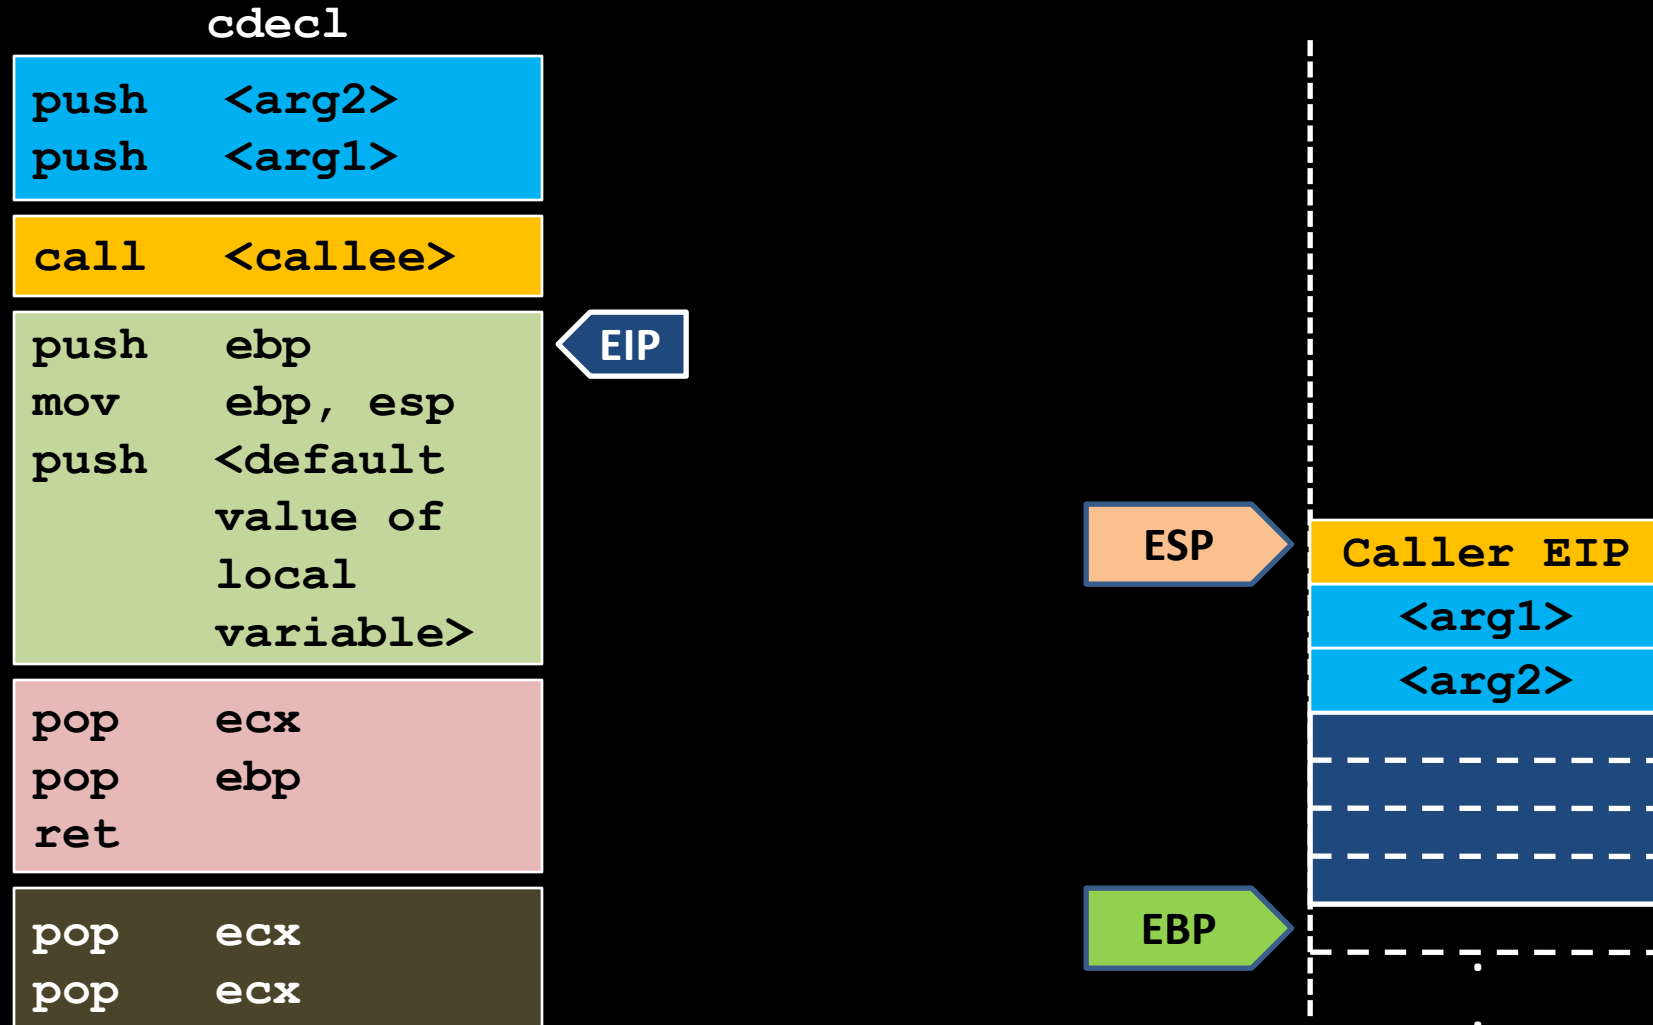 cdecl
push <arg2>
push <arg1>
call <callee>
push ebp
mov ebp, esp
push <default
value of
local
variable>
pop ecx
pop ebp
ret
pop ecx
pop ecx
EIP
ESP
EBP
Caller EIP
<arg1>
<arg2>